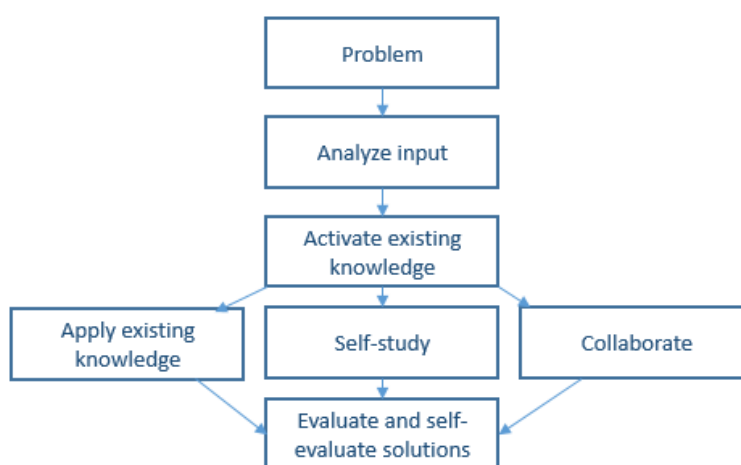 Problem
Analyze input
Activate existing
knowledge
Apply existing
knowledge
Self-study
Collaborate
Evaluate and self-
evaluate solutions